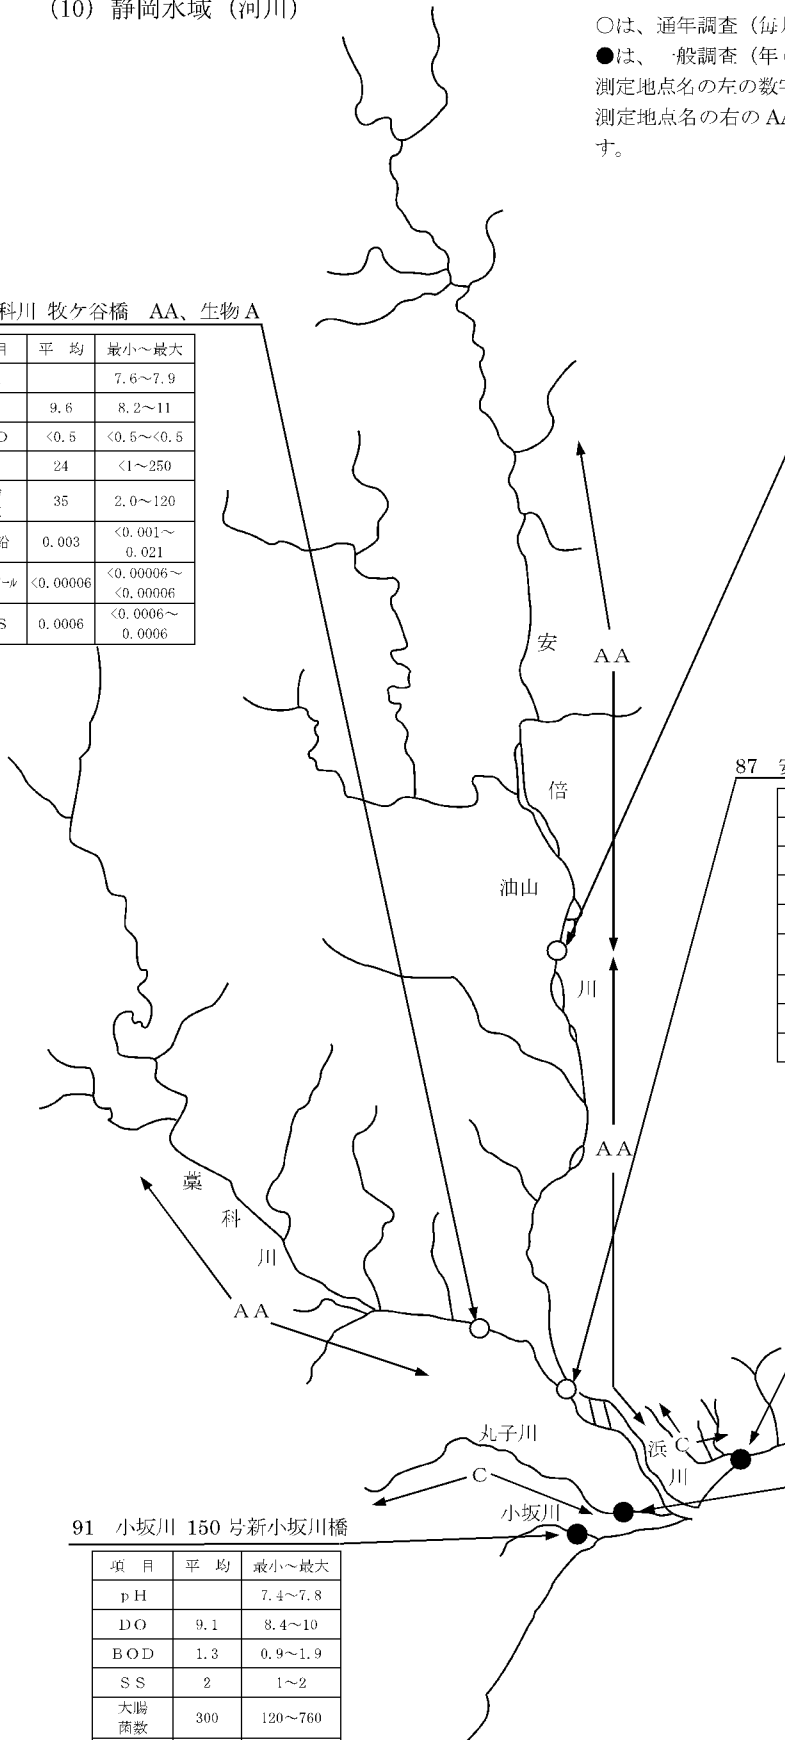 (10) 静岡水域（河川）
○は、通年調査（毎
●は、一般調査（年
測定地点名の左の数
測定地点名の右の AA
す。
科川 牧ケ谷橋 AA、生物 A
目 平 均 最小～最大
7.6～7.9
9.6 8.2～11
<0.5 <0.5～<0.5
24 <1～250
35 2.0～120
0.003 <0.001～
0.021
ール <0.00006 <0.00006～
<0.00006
S 0.0006 <0.0006～
0.0006
安
AA
87
倍
油山
川
AA
藁
科
川
AA
丸子川
浜
C
川
C
小坂川
91 小坂川 150 号新小坂川橋
項 目 平 均 最小～最大
pH 7.4～7.8
DO 9.1 8.4～10
BOD 1.3 0.9～1.9
SS 2 1～2
大腸
菌数 300 120～760